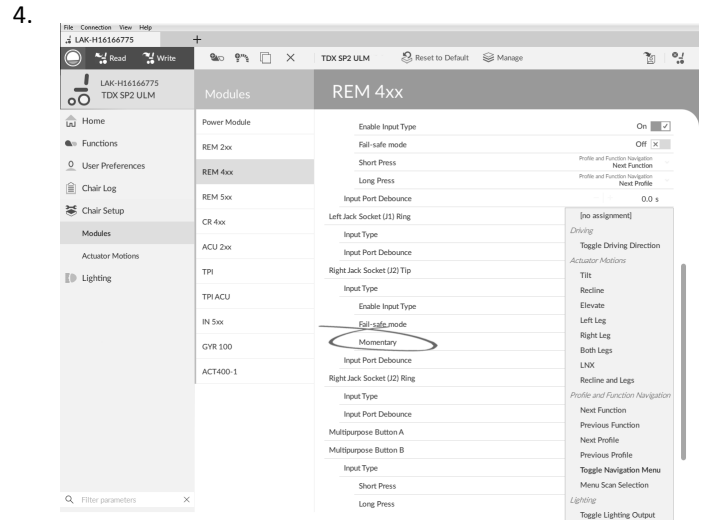 4.
File Connection View Help
LAK-H16166775 +
Read Write TDX SP2 ULM Reset to Default Manage
LAK-H16166775
TDX SP2 ULM
Home
Functions
User Preferences
Chair Log
Chair Setup
Modules
Actuator Motions
Lighting
Filter parameters
Modules
Power Module
REM 2xx
REM 4xx
REM 5xx
CR 4xx
ACU 2xx
TPI
TPI ACU
IN 5xx
GYR 100
ACT400-1
REM 4xx
Enable Input Type On
Fail-safe mode Off
Short Press Profile and Function Navigation
Next Function
Long Press Profile and Function Navigation
Next Profile
Input Port Debounce 0.0 s
Left Jack Socket (J1) Ring
Input Type
Input Port Debounce
Right Jack Socket (J2) Tip
Input Type
Enable Input Type
Fail-safe mode
Momentary
Input Port Debounce
Right Jack Socket (J2) Ring
Input Type
Input Port Debounce
Multipurpose Button A
Multipurpose Button B
Input Type
Short Press
Long Press
[no assignment]
Driving
Toggle Driving Direction
Actuator Motions
Tilt
Recline
Elevate
Left Leg
Right Leg
Both Legs
LNX
Recline and Legs
Profile and Function Navigation
Next Function
Previous Function
Next Profile
Previous Profile
Toggle Navigation Menu
Menu Scan Selection
Lighting
Toggle Lighting Output